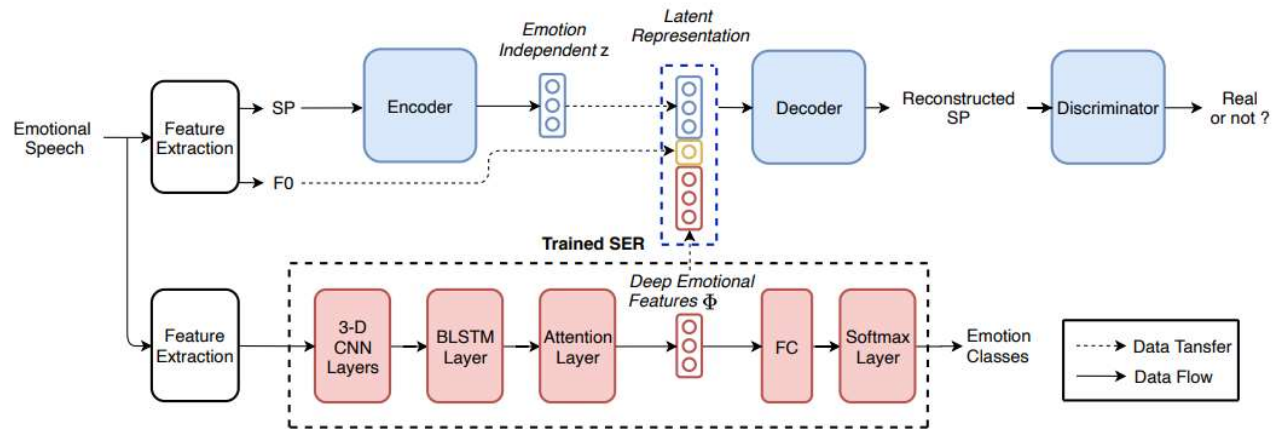 Emotional
Speech
Feature
Extraction
SP
F0
Encoder
Emotion
Independent z
Latent
Representation
Decoder
Reconstructed
SP
Discriminator
Real
or not ?
Trained SER
Feature
Extraction
3-D
CNN
Layers
BLSTM
Layer
Attention
Layer
Deep Emotional
Features Φ
FC
Softmax
Layer
Emotion
Classes
Data Tansfer
Data Flow